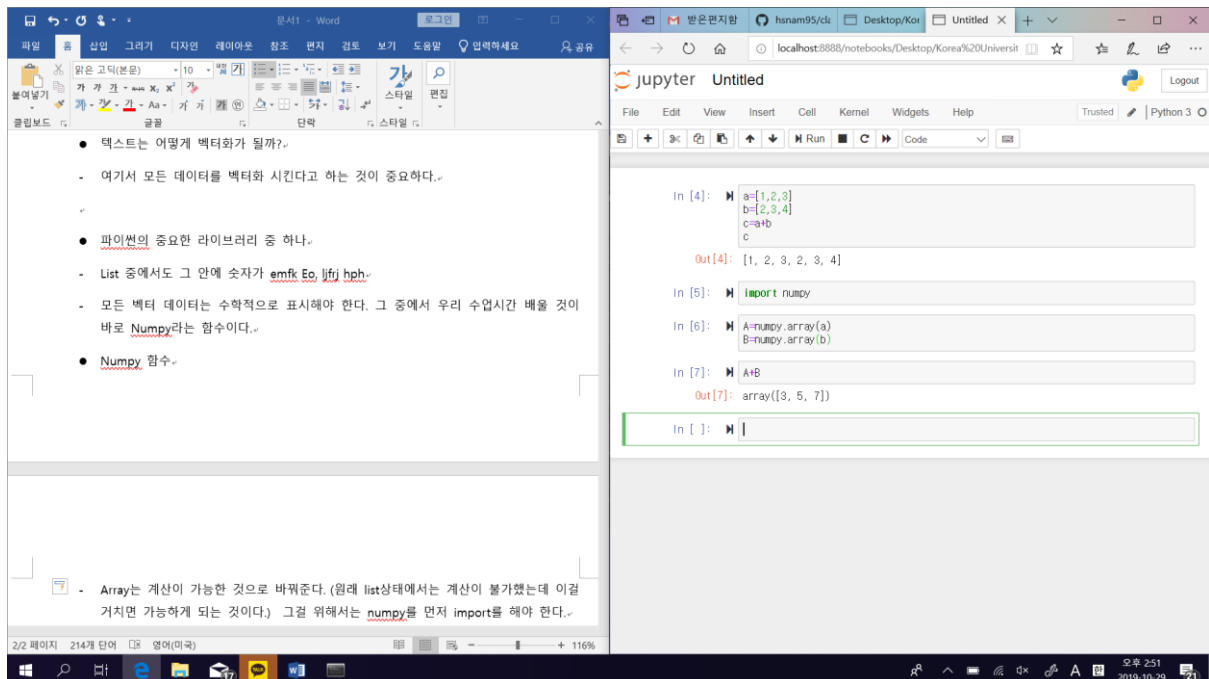 문서1 - Word
로그인
파일 홈 삽입 그리기 디자인 레이아웃 참조 편지 검토 보기 도움말 입력하세요 공유
맑은 고딕(본문) 10
붙여넣기
스타일 편집
클립보드 글꼴 단락 스타일
● 텍스트는 어떻게 벡터화가 될까?
- 여기서 모든 데이터를 벡터화 시킨다고 하는 것이 중요하다.
● 파이썬의 중요한 라이브러리 중 하나
- List 중에서도 그 안에 숫자가 emfk Eo, ljfrj hph
- 모든 벡터 데이터는 수학적으로 표시해야 한다. 그 중에서 우리 수업시간 배울 것이
바로 Numpy라는 함수이다.
● Numpy 함수
- Array는 계산이 가능한 것으로 바꿔준다. (원래 list상태에서는 계산이 불가했는데 이걸
거치면 가능하게 되는 것이다.) 그걸 위해서는 numpy를 먼저 import를 해야 한다.
2/2 페이지 214개 단어 영어(미국) 116%
받은편지함 hsnam95/cla Desktop/Kor Untitled
localhost:8888/notebooks/Desktop/Korea%20Universit
jupyter Untitled
Logout
File Edit View Insert Cell Kernel Widgets Help Trusted Python 3
Run Code
In [4]: a=[1,2,3]
b=[2,3,4]
c=a+b
c
Out[4]: [1, 2, 3, 2, 3, 4]
In [5]: import numpy
In [6]: A=numpy.array(a)
B=numpy.array(b)
In [7]: A+B
Out[7]: array([3, 5, 7])
In [ ]:
17 TALK A 한 오후 2:51
2019-10-29 21